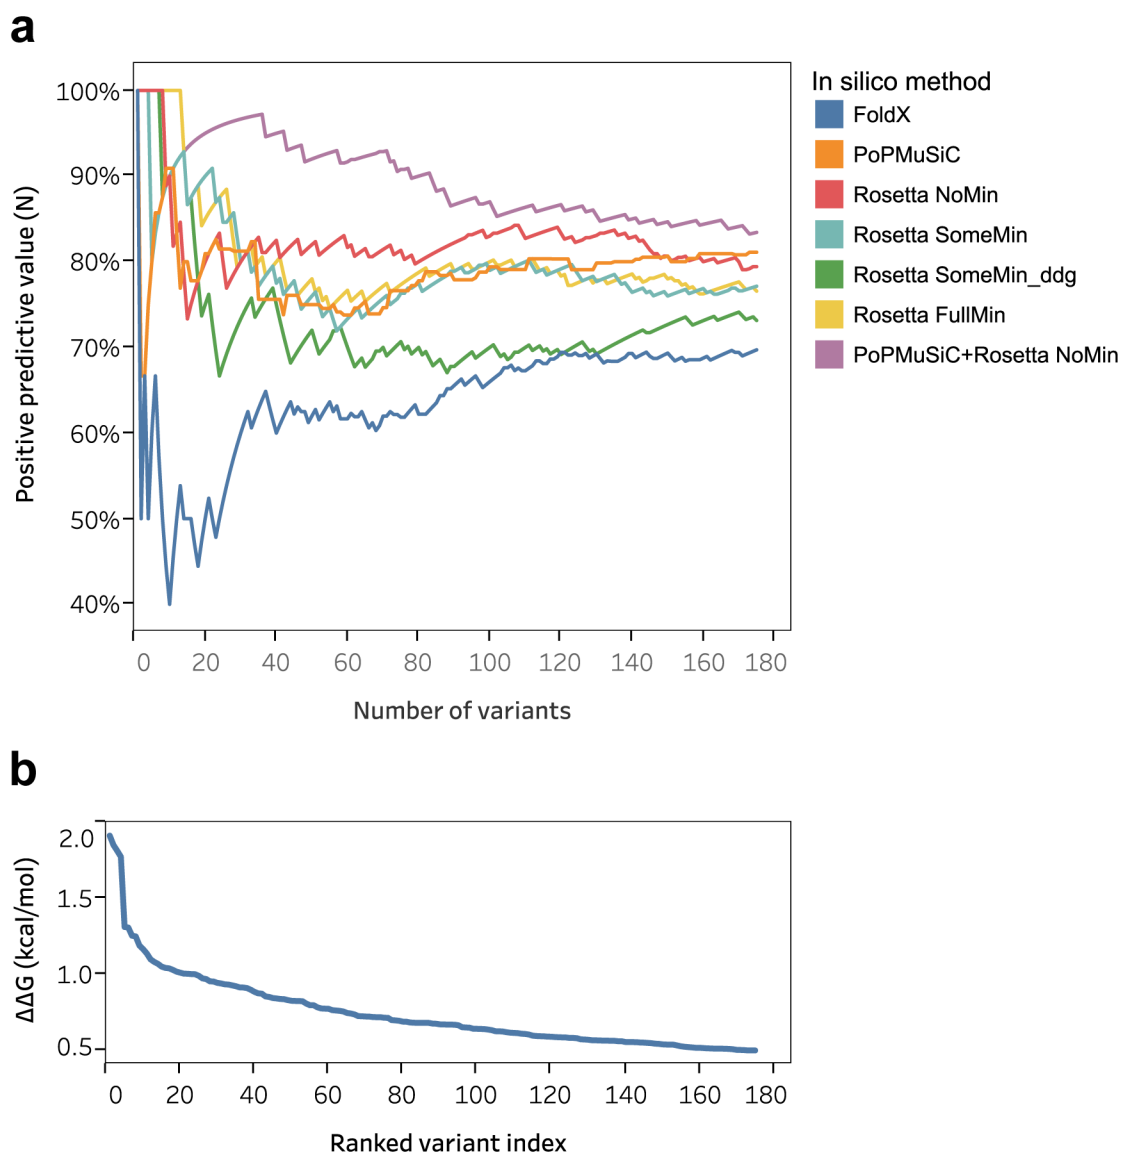 a
Positive predictive value (N)
100%
90%
80%
70%
60%
50%
40%
0 20 40 60 80 100 120 140 160 180
Number of variants
In silico method
FoldX
PoPMuSiC
Rosetta NoMin
Rosetta SomeMin
Rosetta SomeMin_ddg
Rosetta FullMin
PoPMuSiC+Rosetta NoMin
b
ΔΔG (kcal/mol)
2.0
1.5
1.0
0.5
0 20 40 60 80 100 120 140 160 180
Ranked variant index